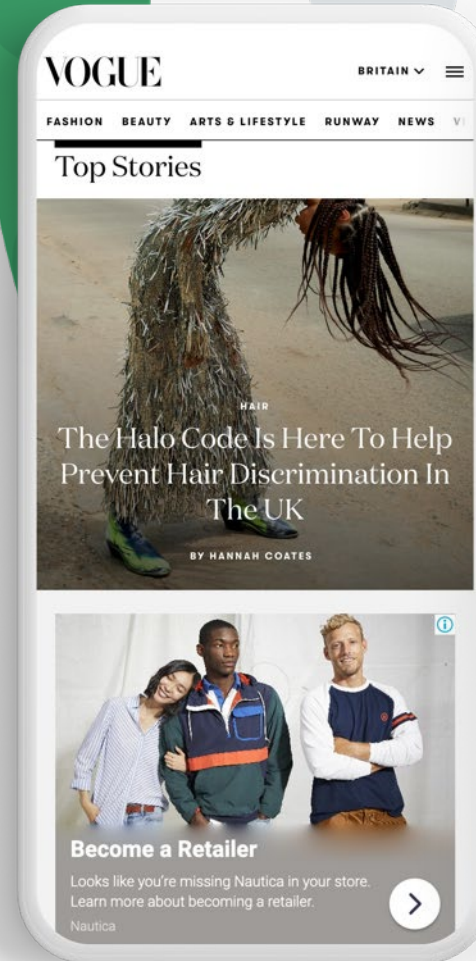 VOGUE
BRITAIN
FASHION BEAUTY ARTS & LIFESTYLE RUNWAY NEWS
Top Stories
HAIR
The Halo Code Is Here To Help
Prevent Hair Discrimination In
The UK
BY HANNAH COATES
Become a Retailer
Looks like you're missing Nautica in your store.
Learn more about becoming a retailer.
Nautica